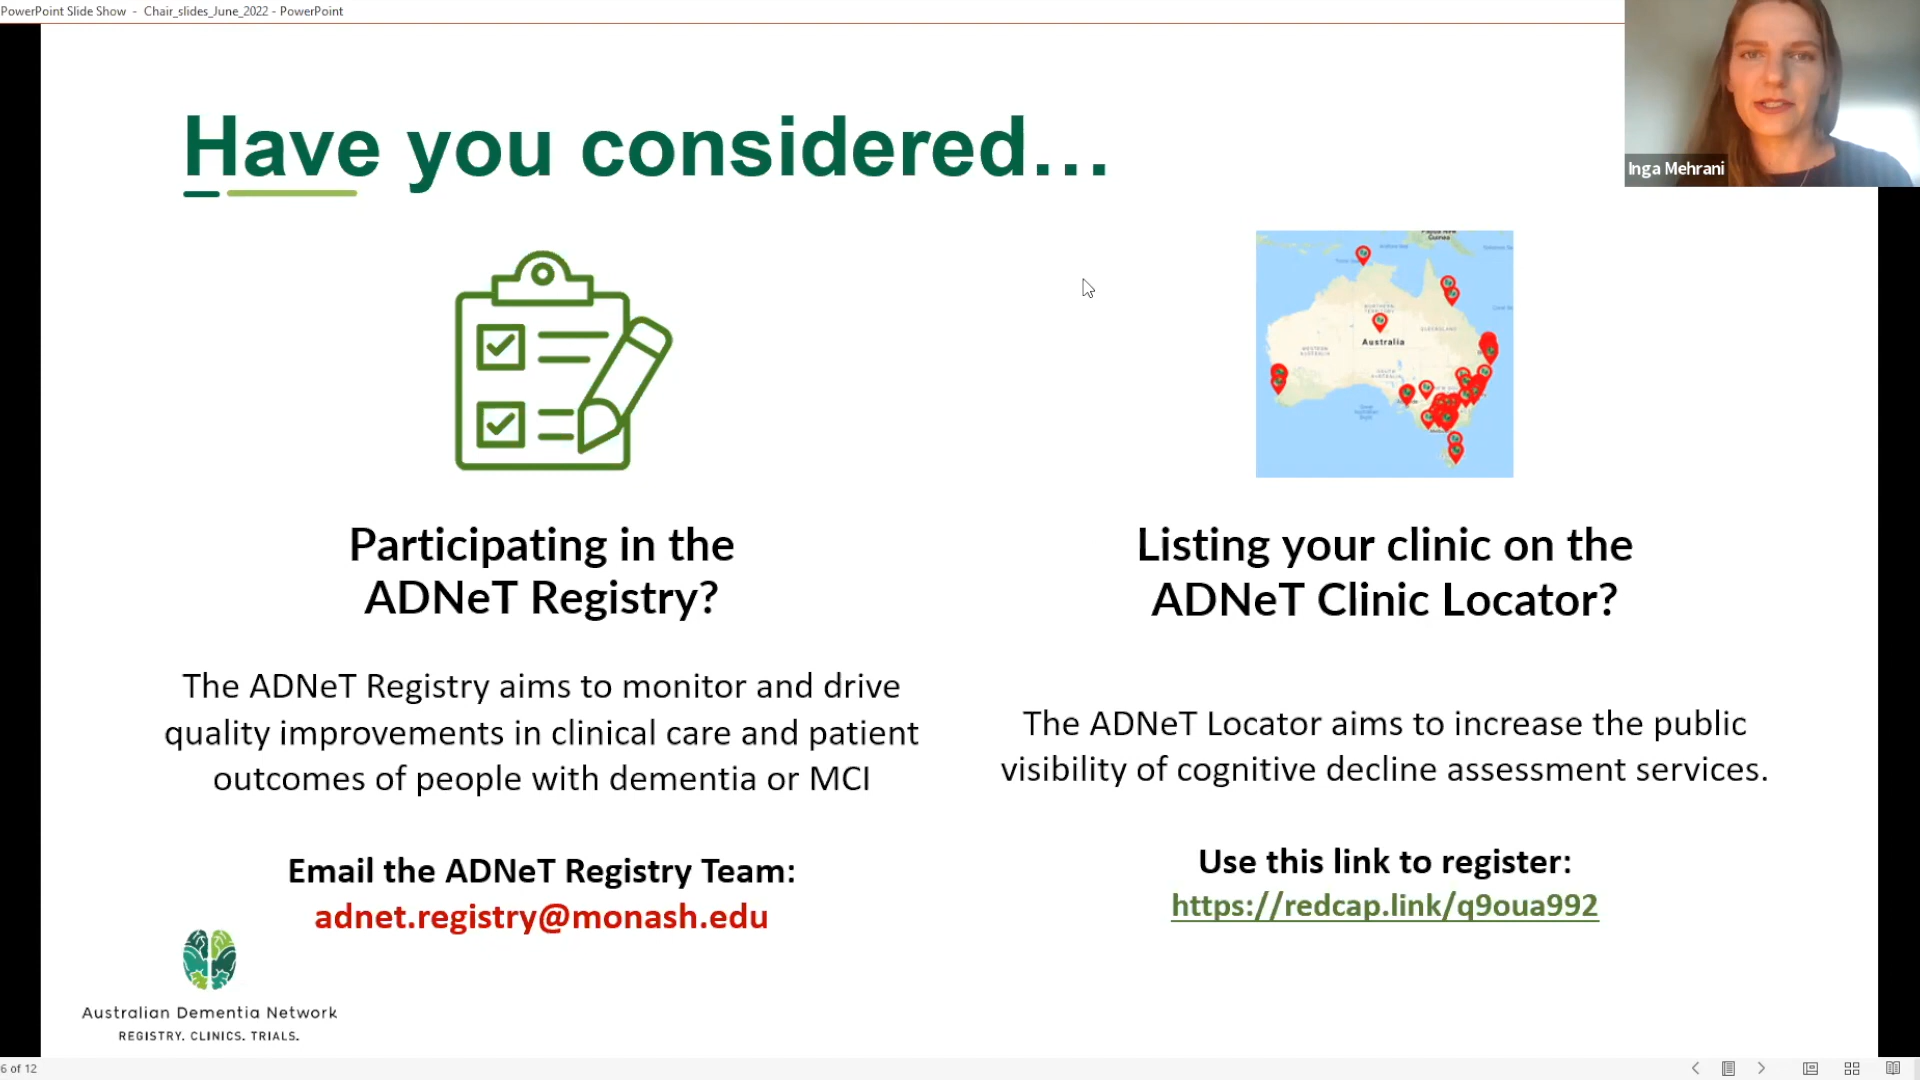 PowerPoint Slide Show - Chair_slides_June_2022 - PowerPoint
Inga Mehrani
Have you considered...
Australia
Participating in the
ADNeT Registry?
The ADNeT Registry aims to monitor and drive
quality improvements in clinical care and patient
outcomes of people with dementia or MCI
Email the ADNeT Registry Team:
adnet.registry@monash.edu
Listing your clinic on the
ADNeT Clinic Locator?
The ADNeT Locator aims to increase the public
visibility of cognitive decline assessment services.
Use this link to register:
https://redcap.link/q9oua992
Australian Dementia Network
REGISTRY. CLINICS. TRIALS.
6 of 12